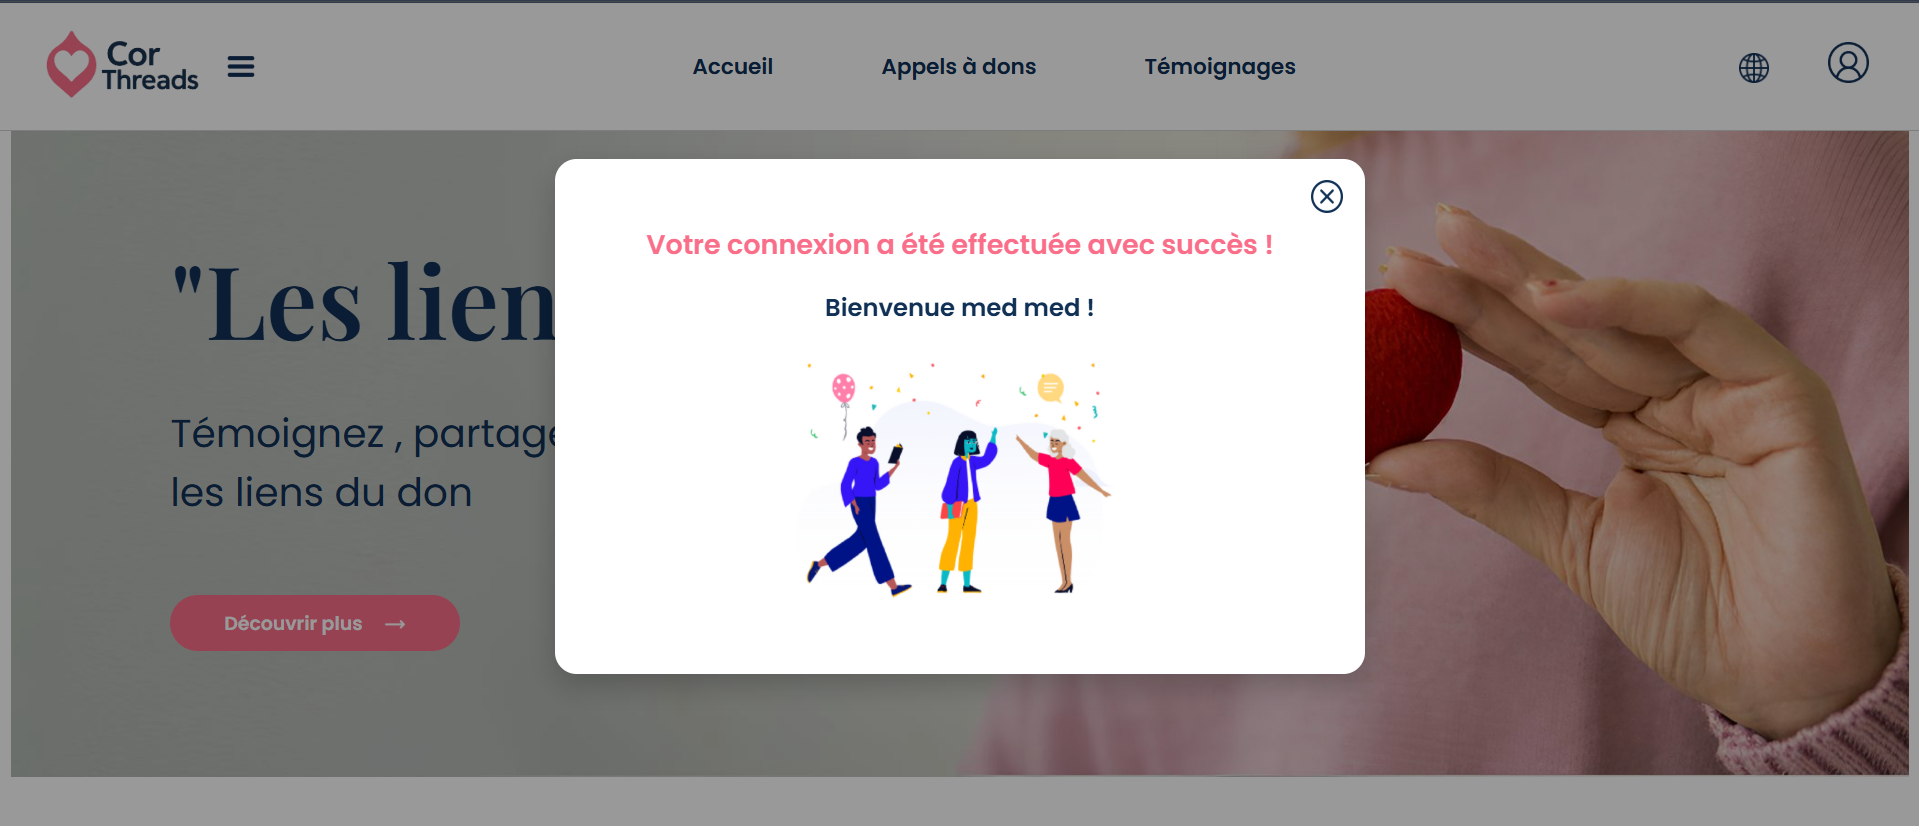 Cor
Threads
Accueil
Appels à dons
Témoignages
Votre connexion a été effectuée avec succès !
Bienvenue med med !
"Les lien
Témoignez , partage
les liens du don
Découvrir plus →